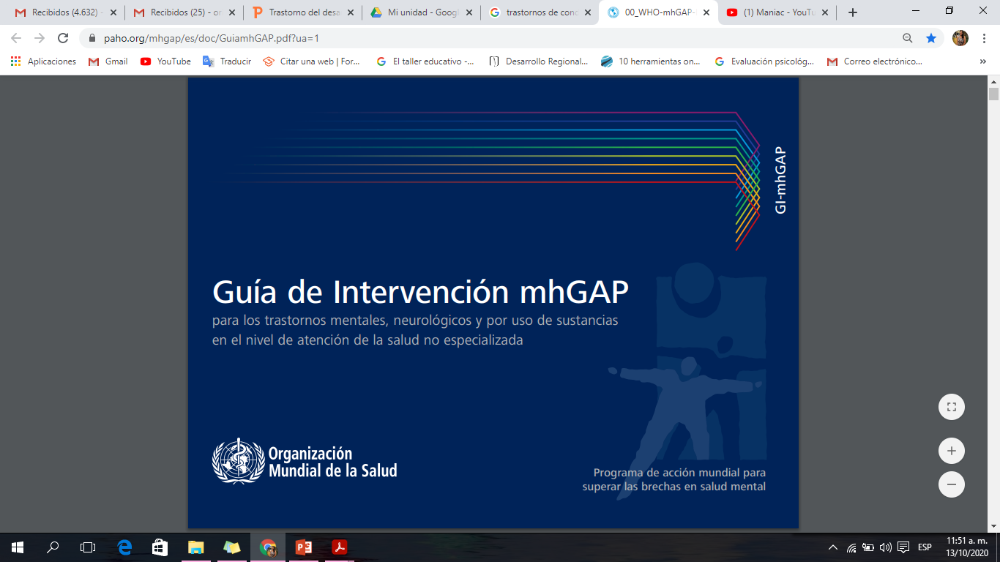 Recibidos (4.632) -
Recibidos (25) - or
Trastorno del desa
Mi unidad - Googl
trastornos de conc
00_WHO-mhGAP-
(1) Maniac - YouTu
paho.org/mhgap/es/doc/GuiamhGAP.pdf?ua=1
Aplicaciones
Gmail
YouTube
Traducir
Citar una web | For...
El taller educativo -...
Desarrollo Regional...
10 herramientas on...
Evaluación psicológ...
Correo electrónico...
»
GI-mhGAP
Guía de Intervención mhGAP
para los trastornos mentales, neurológicos y por uso de sustancias
en el nivel de atención de la salud no especializada
Organización
Mundial de la Salud
Programa de acción mundial para
superar las brechas en salud mental
ESP
11:51 a. m.
13/10/2020